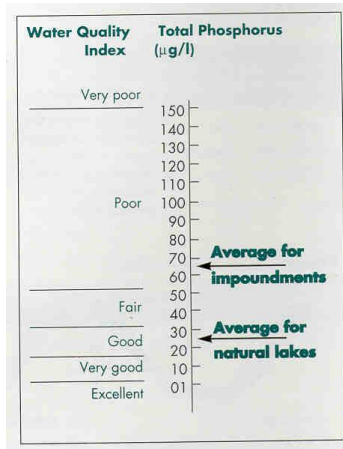 Water Quality Total Phosphorus
Index (µg/l)
Very poor
150
140
130
120
110
Poor 100
90
80
70 Average for
60 impoundments
50
Fair 40
30 Average for
Good
20 natural lakes
Very good 10
Excellent 01